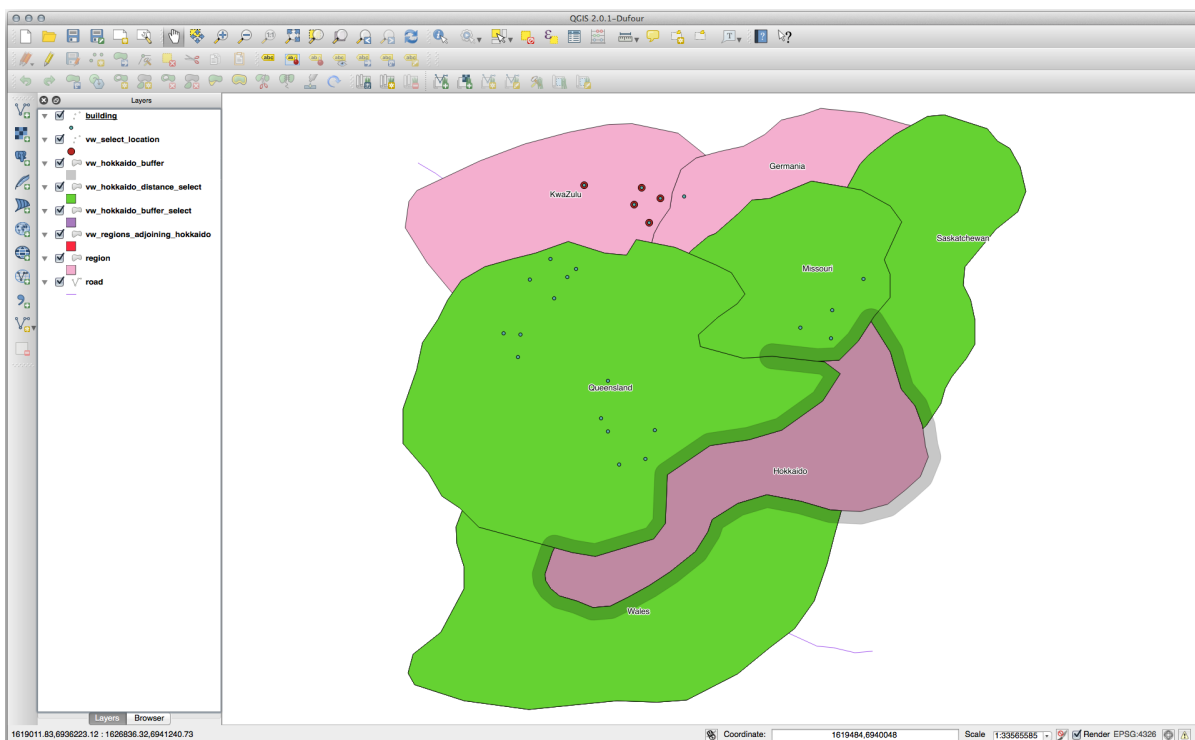 QGIS 2.0.1-Dufour
Layers
building
vw_select_location
vw_hokkaido_buffer
vw_hokkaido_distance_select
vw_hokkaido_buffer_select
vw_regions_adjoining_hokkaido
region
road
Germania
KwaZulu
Saskatchewan
Missouri
Queensland
Hokkaido
Wales
Layers Browser
1619011.83,6936223.12 : 1626836.32,6941240.73 Coordinate: 1619484,6940048 Scale 1:33565585 Render EPSG:4326